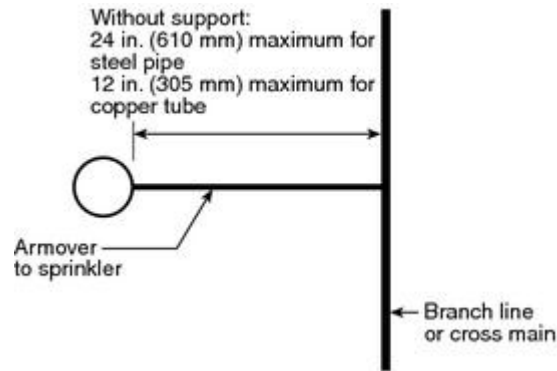 Without support:
24 in. (610 mm) maximum for
steel pipe
12 in. (305 mm) maximum for
copper tube
Armover
to sprinkler
Branch line
or cross main